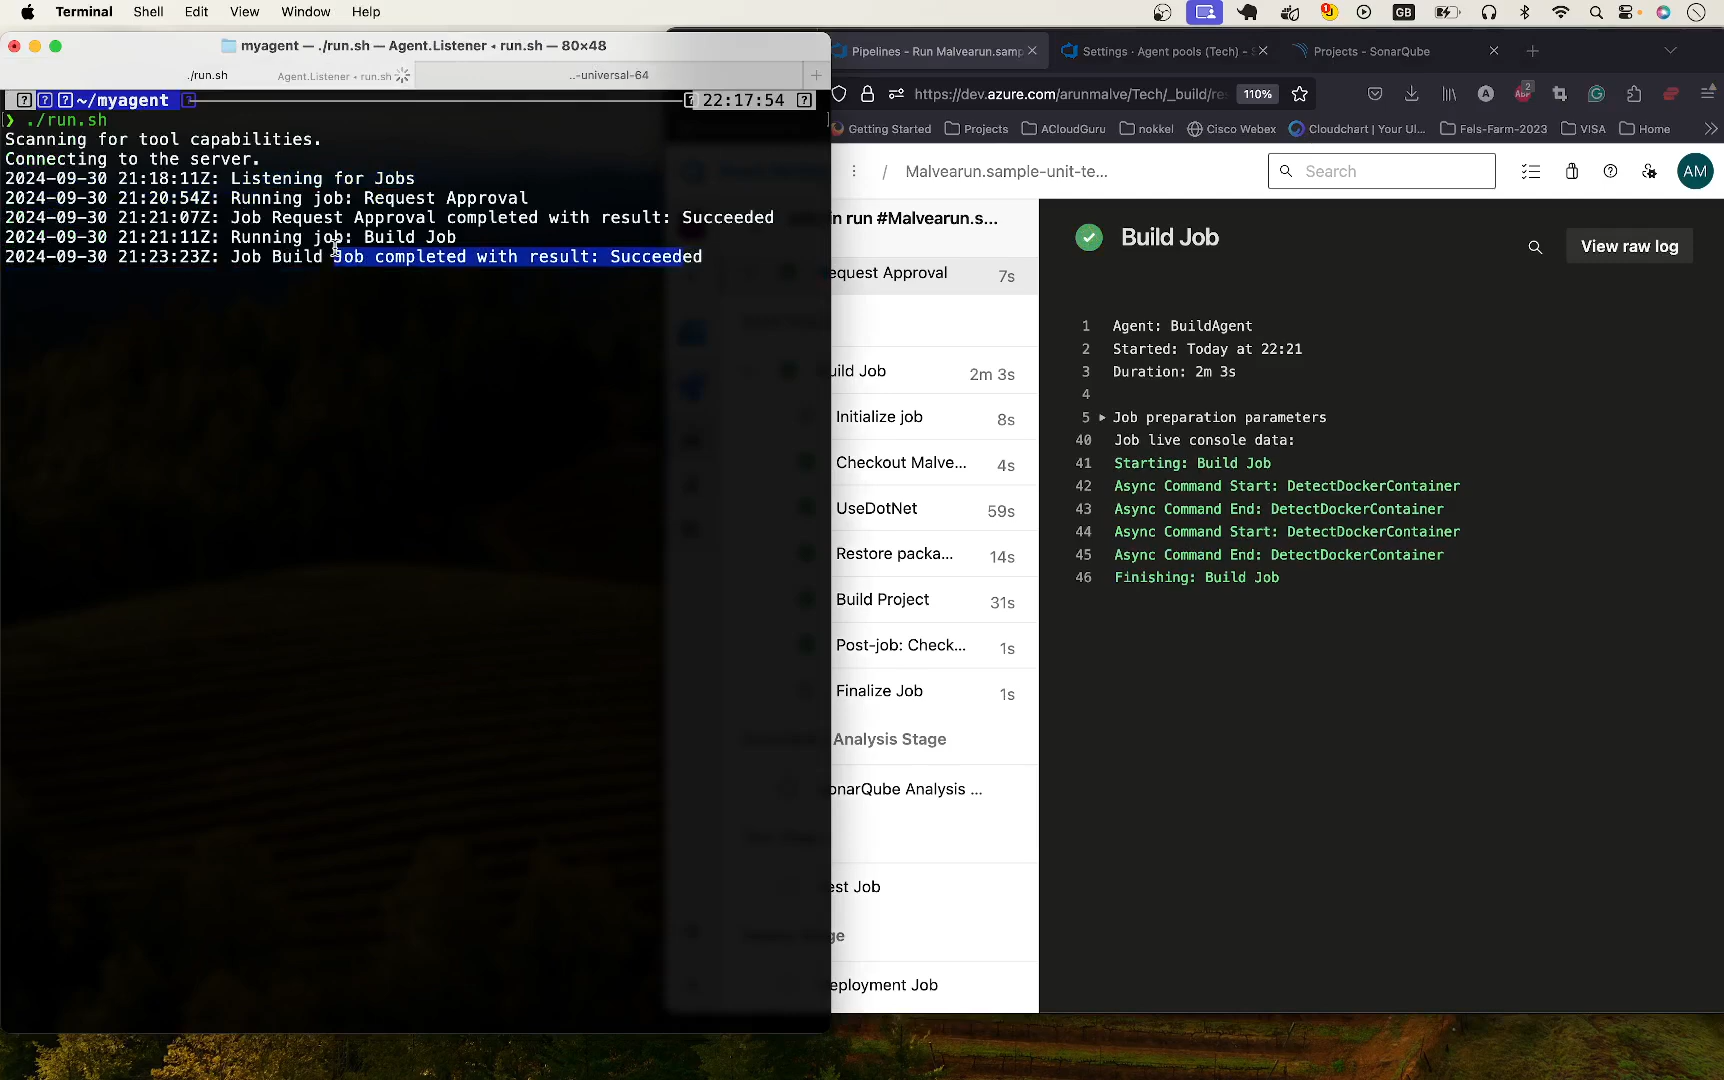 Terminal Shell Edit View Window Help
GB
myagent — ./run.sh — Agent.Listener ◂ run.sh — 80×48
./run.sh Agent.Listener ◂ run.sh
..-universal-64
~/myagent
22:17:54
❯ ./run.sh
Scanning for tool capabilities.
Connecting to the server.
2024-09-30 21:18:11Z: Listening for Jobs
2024-09-30 21:20:54Z: Running job: Request Approval
2024-09-30 21:21:07Z: Job Request Approval completed with result: Succeeded
2024-09-30 21:21:11Z: Running job: Build Job
2024-09-30 21:23:23Z: Job Build Job completed with result: Succeeded
Pipelines - Run Malvearun.samp
Settings · Agent pools (Tech) - S
Projects - SonarQube
https://dev.azure.com/arunmalve/Tech/_build/re
110%
Getting Started
Projects
ACloudGuru
nokkel
Cisco Webex
Cloudchart | Your UI...
Fels-Farm-2023
VISA
Home
/ Malvearun.sample-unit-te...
Search
AM
in run #Malvearun.s...
equest Approval 7s
uild Job 2m 3s
Initialize job 8s
Checkout Malve... 4s
UseDotNet 59s
Restore packa... 14s
Build Project 31s
Post-job: Check... 1s
Finalize Job 1s
Analysis Stage
onarQube Analysis ...
est Job
eployment Job
Build Job
View raw log
1 Agent: BuildAgent
2 Started: Today at 22:21
3 Duration: 2m 3s
4
5 Job preparation parameters
40 Job live console data:
41 Starting: Build Job
42 Async Command Start: DetectDockerContainer
43 Async Command End: DetectDockerContainer
44 Async Command Start: DetectDockerContainer
45 Async Command End: DetectDockerContainer
46 Finishing: Build Job